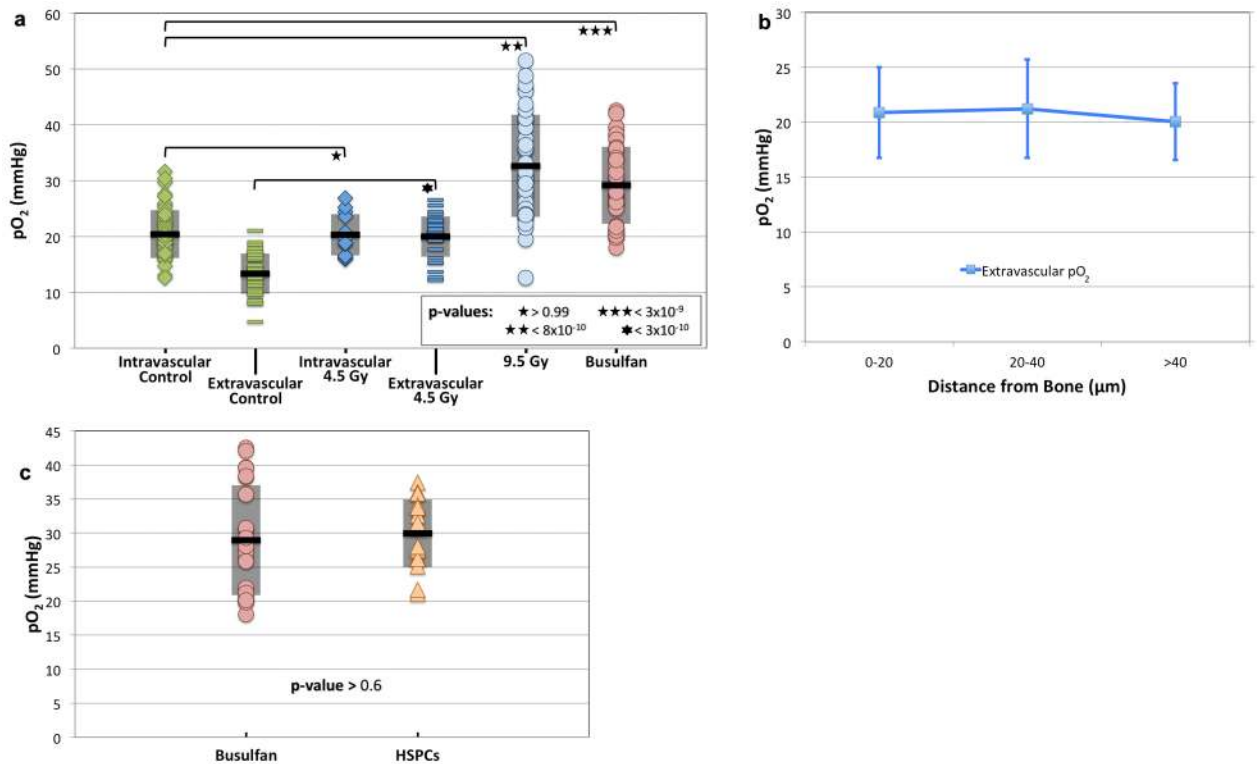 a
60
50
40
30
20
10
0
pO2 (mmHg)
★
✸
★★
★★★
p-values: ★> 0.99 ★★★< 3x10-9
★★< 8x10-10 ✸< 3x10-10
Intravascular Control
Extravascular Control
Intravascular 4.5 Gy
Extravascular 4.5 Gy
9.5 Gy
Busulfan
b
30
25
20
15
10
5
0
pO2 (mmHg)
Extravascular pO2
0-20 20-40 >40
Distance from Bone (µm)
c
45
40
35
30
25
20
15
10
5
0
pO2 (mmHg)
p-value > 0.6
Busulfan HSPCs